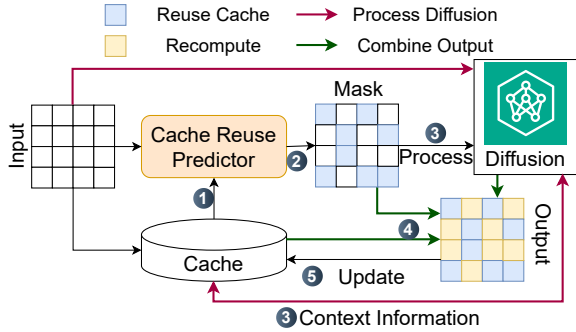 Reuse Cache
Process Diffusion
Recompute
Combine Output
Input
Cache Reuse
Predictor
Mask
2
3
Process
Diffusion
1
4
Output
Cache
5
Update
3 Context Information